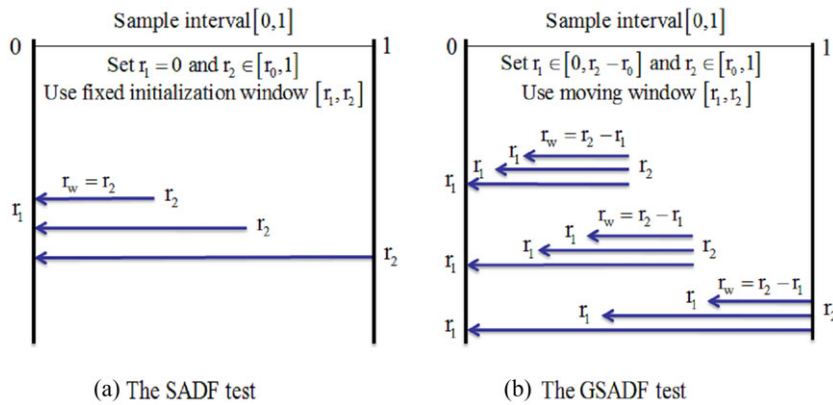 Sample interval[0,1]
0
1
Set r₁ = 0 and r₂ ∈[r₀,1]
Use fixed initialization window [r₁,r₂]
r_w = r₂
r₂
r₁
r₂
r₂
(a) The SADF test
Sample interval[0,1]
0
1
Set r₁ ∈[0,r₂ − r₀] and r₂ ∈[r₀,1]
Use moving window [r₁,r₂]
r_w = r₂ − r₁
r₁
r₁
r₂
r₁
r_w = r₂ − r₁
r₁
r₁
r₂
r₁
r_w = r₂ − r₁
r₁
r₁
r₂
r₁
(b) The GSADF test